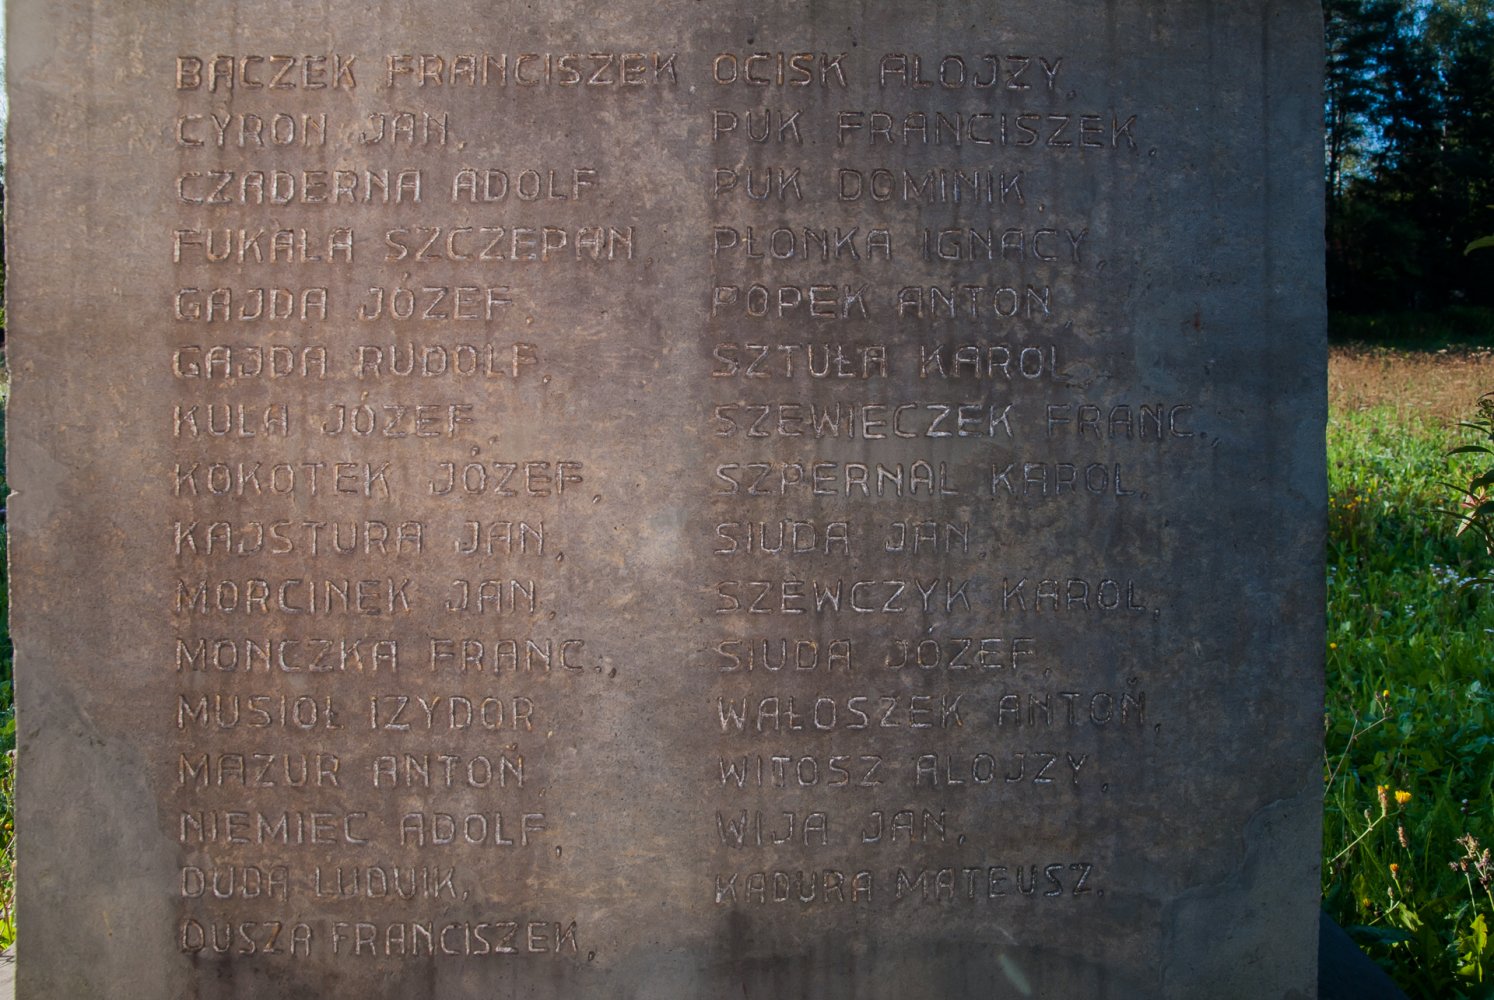 BĄCZEK FRANCISZEK,
CYROŃ JAN,
CZADERNA ADOLF,
FUKAŁA SZCZEPAN,
GAJDA JÓZEF,
GAJDA RUDOLF,
KULA JÓZEF,
KOKOTEK JÓZEF,
KAJSTURA JAN,
MORCINEK JAN,
MONCZKA FRANC.,
MUSIOŁ IZYDOR,
MAZUR ANTOŃ,
NIEMIEC ADOLF,
DUDA LUDVIK,
DUSZA FRANCISZEK,
OCISK ALOJZY,
PUK FRANCISZEK,
PUK DOMINIK,
PŁONKA IGNACY,
POPEK ANTOŃ,
SZTUŁA KAROL,
SZEWIECZEK FRANC.,
SZPERNAL KAROL,
SIUDA JAN,
SZEWCZYK KAROL,
SIUDA JÓZEF,
WAŁOSZEK ANTOŃ,
WITOSZ ALOJZY,
WIJA JAN,
KADURA MATEUSZ.